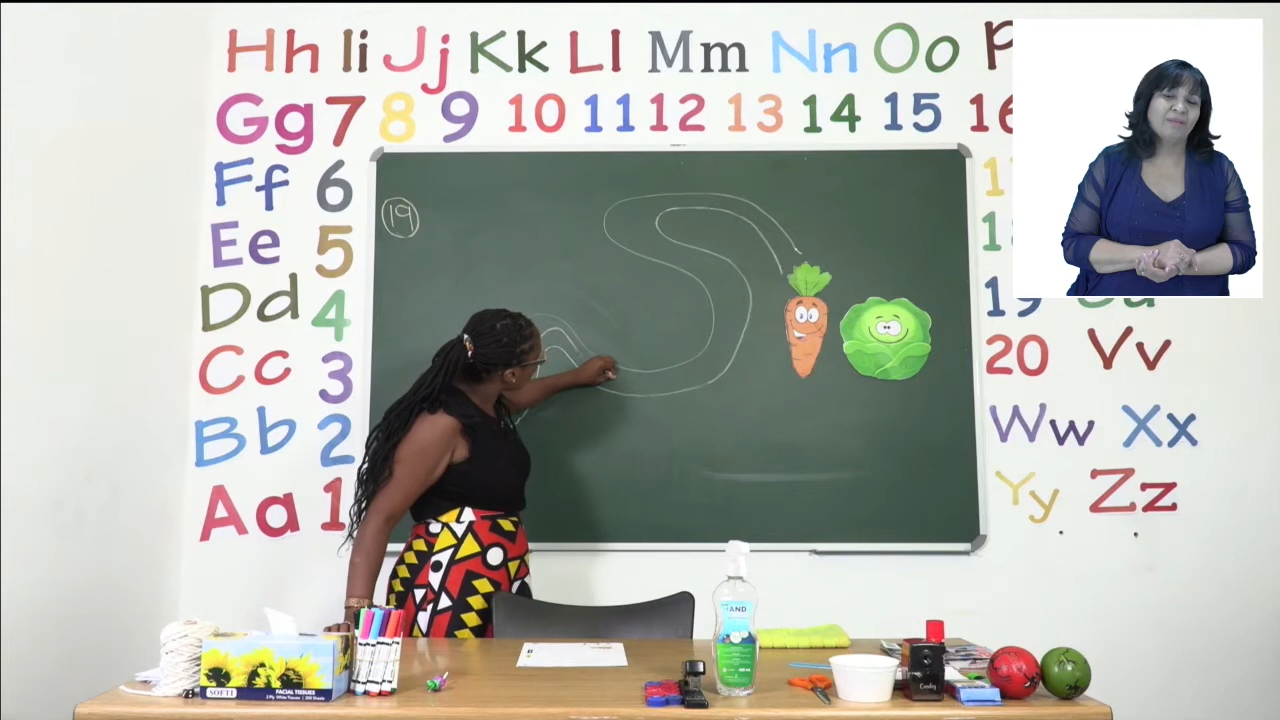 Hh Ii Jj Kk Ll Mm Nn Oo P
Gg 7 8 9 10 11 12 13 14 15 16
Ff 6
Ee 5
Dd 4
Cc 3
Bb 2
Aa 1
19
19
20 Vv
Ww Xx
Yy Zz
SOFTI
FACIAL TISSUES
HAND